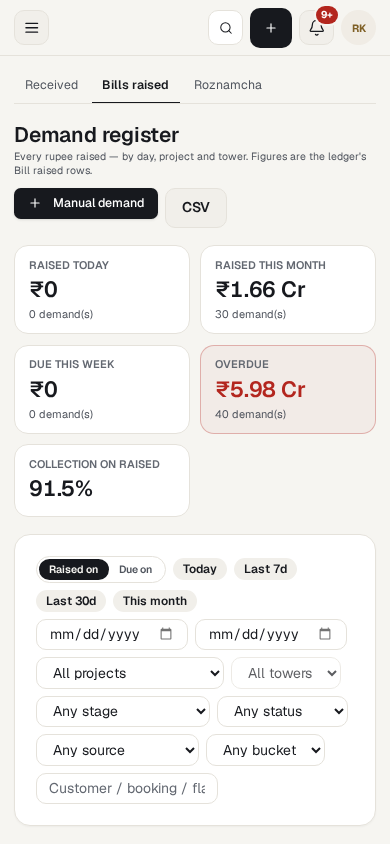 9+
RK
Received Bills raised Roznamcha
Demand register
Every rupee raised — by day, project and tower. Figures are the ledger's
Bill raised rows.
+ Manual demand CSV
RAISED TODAY
₹0
0 demand(s)
RAISED THIS MONTH
₹1.66 Cr
30 demand(s)
DUE THIS WEEK
₹0
0 demand(s)
OVERDUE
₹5.98 Cr
40 demand(s)
COLLECTION ON RAISED
91.5%
Raised on Due on Today Last 7d
Last 30d This month
mm/dd/yyyy mm/dd/yyyy
All projects All towers
Any stage Any status
Any source Any bucket
Customer / booking / fla